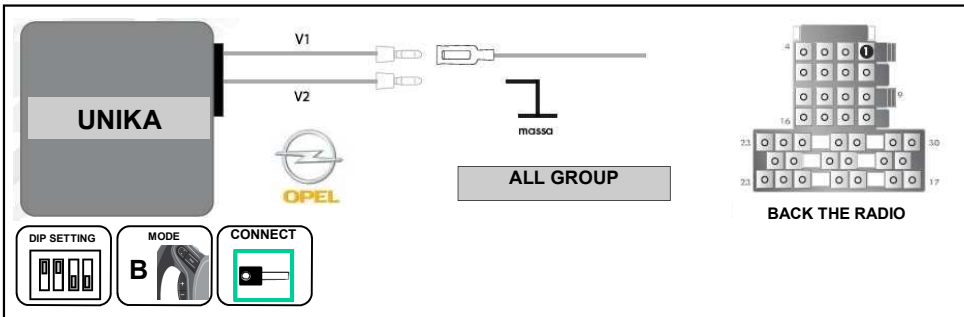 V1
V2
UNIKA
massa
OPEL
ALL GROUP
4
1
9
16
23
30
23
17
BACK THE RADIO
DIP SETTING
MODE
B
CONNECT